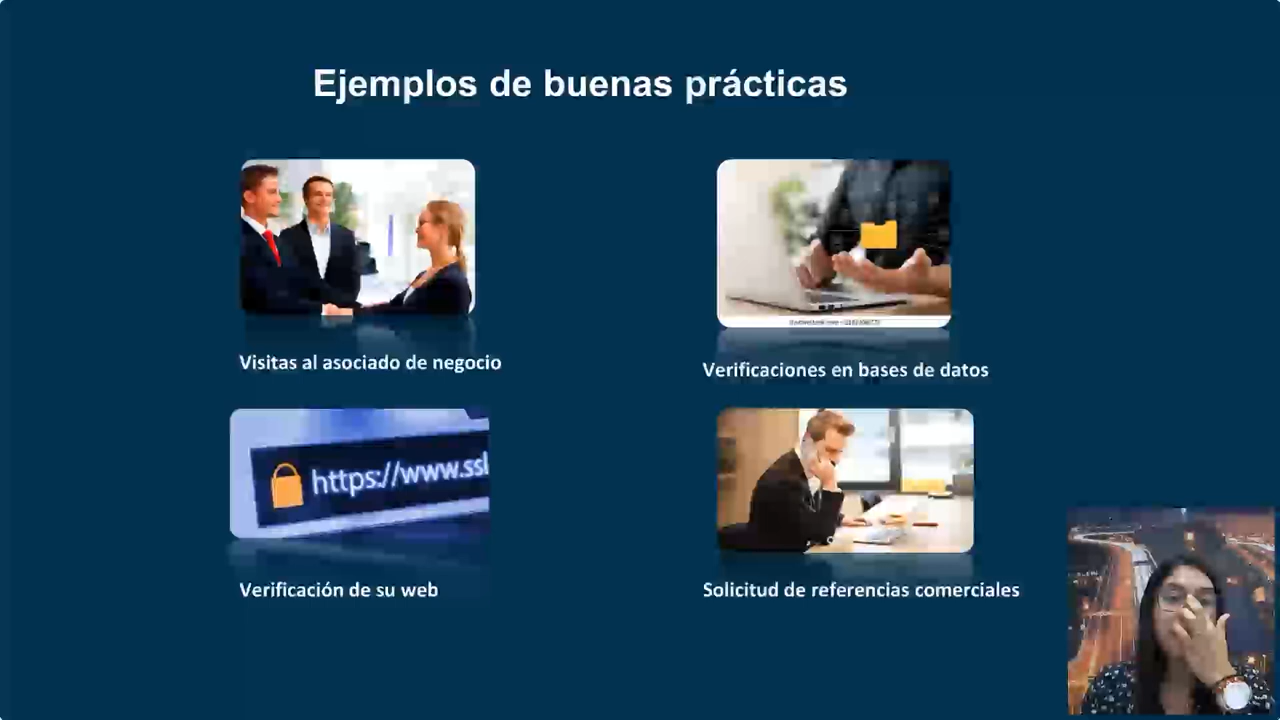 Ejemplos de buenas prácticas
Visitas al asociado de negocio
Verificaciones en bases de datos
https://www.ssl
Verificación de su web
Solicitud de referencias comerciales